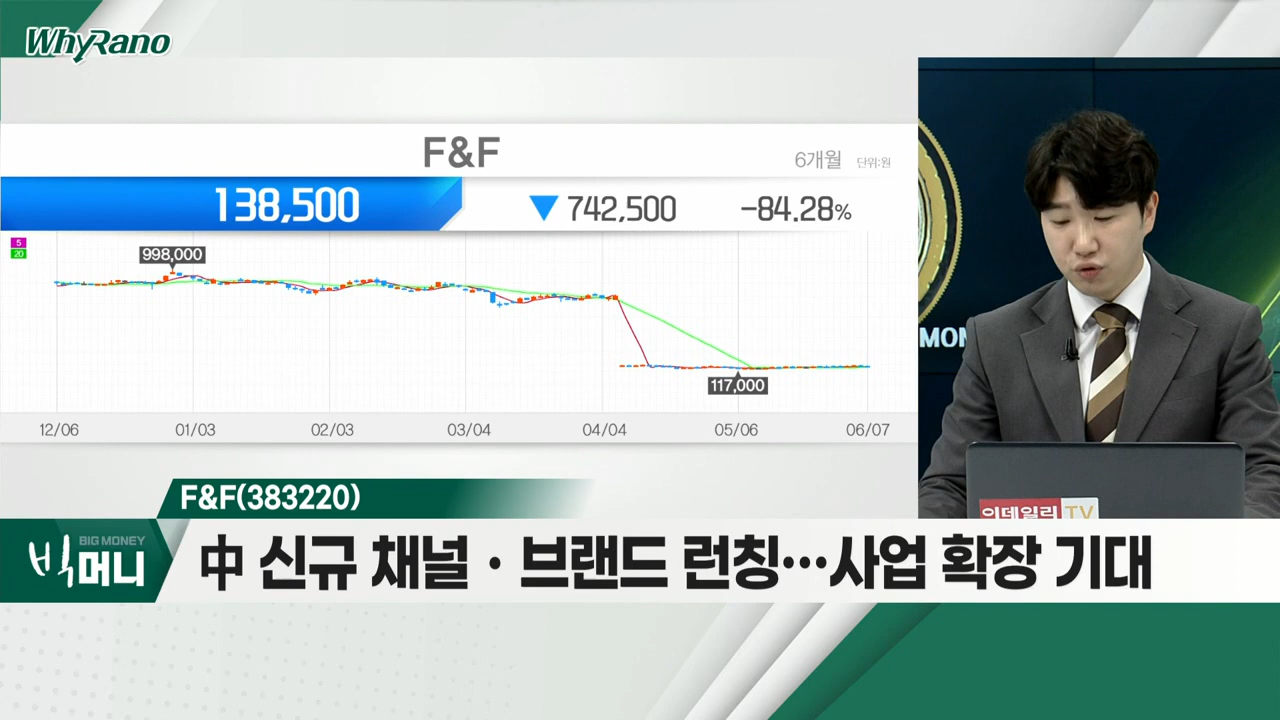 WhyRano
F&F
6개월 단위:원
138,500 ▼ 742,500 -84.28%
5
20
998,000
117,000
12/06 01/03 02/03 03/04 04/04 05/06 06/07
MON
이데일리TV
F&F(383220)
BIG MONEY
빅머니
中 신규 채널·브랜드 런칭…사업 확장 기대